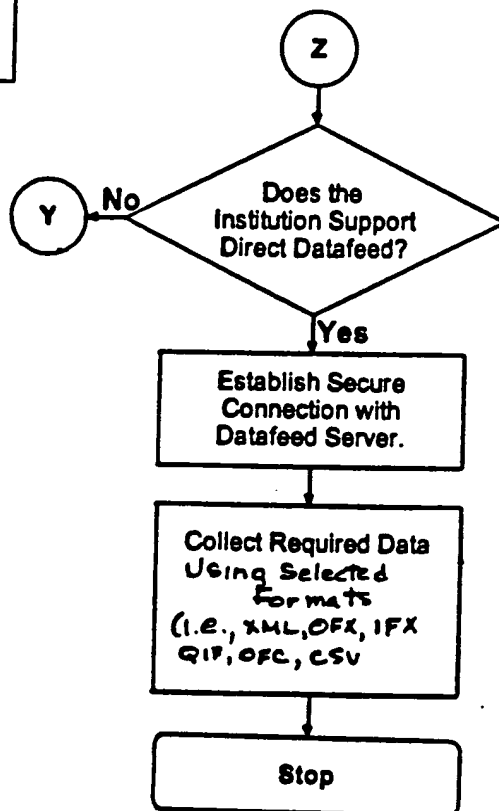 Z
Does the
Institution Support
Direct Datafeed?
No
Y
Yes
Establish Secure
Connection with
Datafeed Server.
Collect Required Data
Using Selected
Formats
(i.e., XML, OFX, IFX
QIF, OFC, CSV
Stop